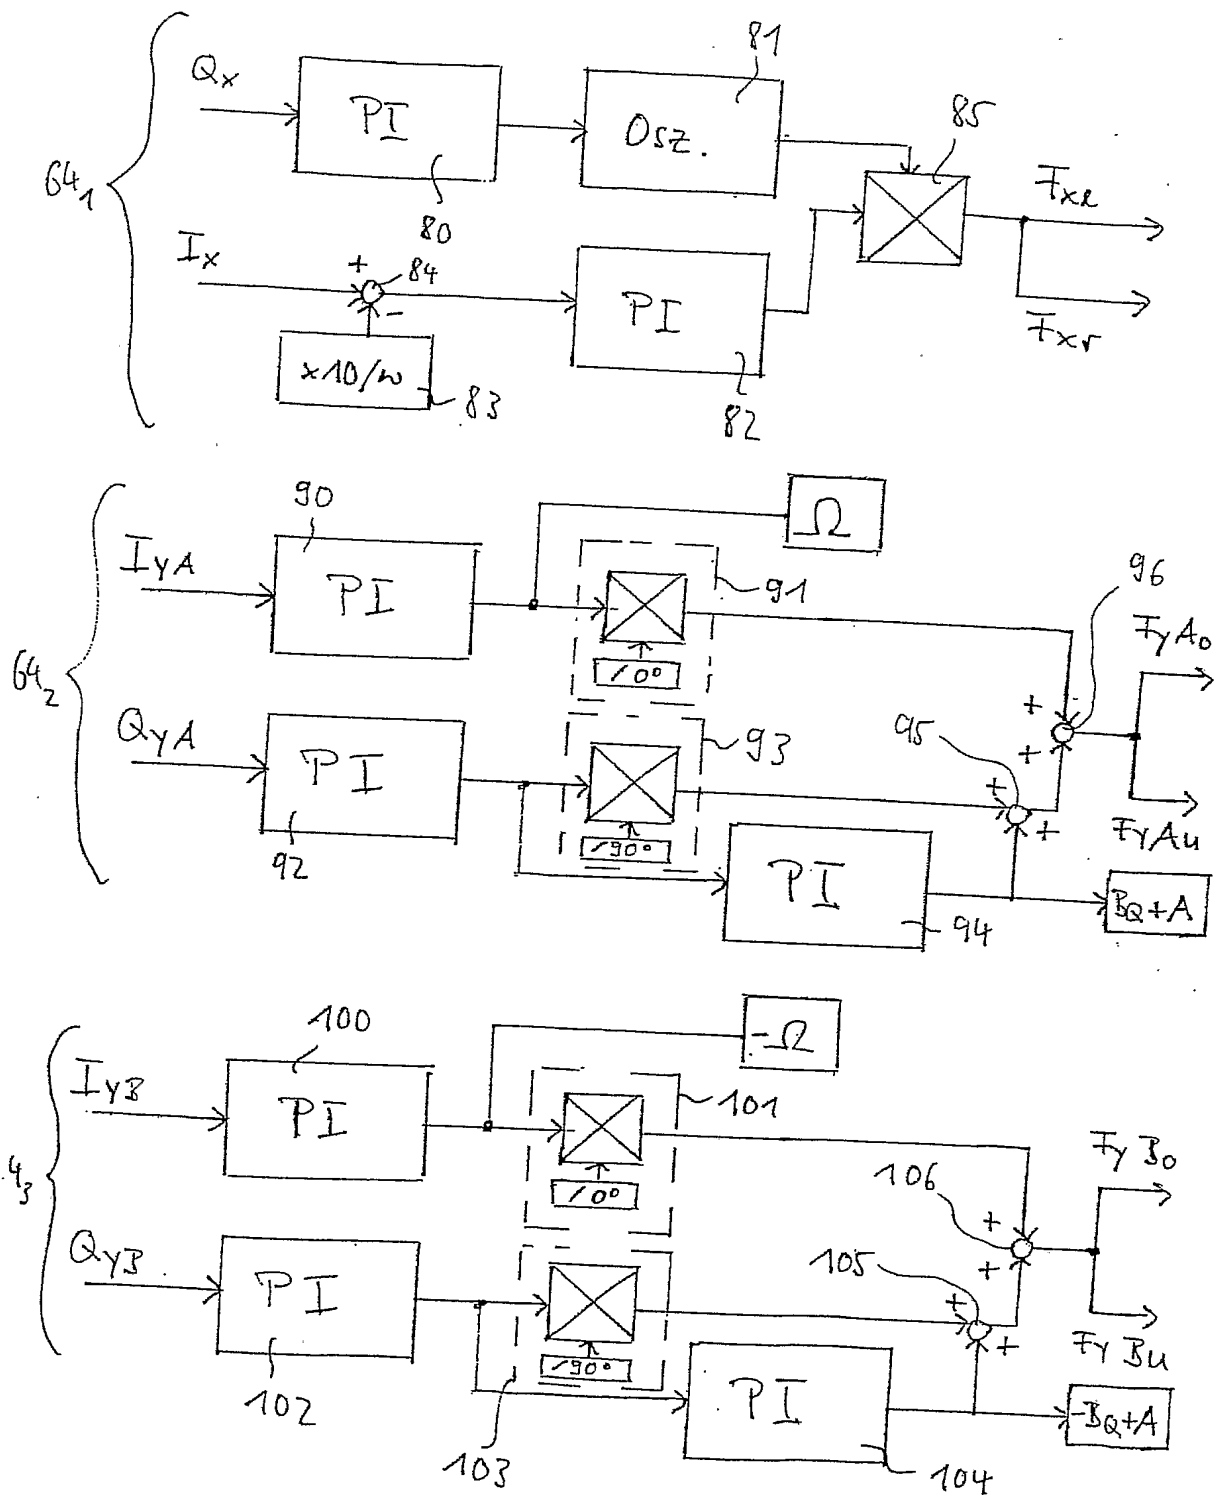 64₁
Qx
PI
80
Osz.
81
85
Fxℓ
Fxr
Ix
+
84
-
x10/w
83
PI
82
64₂
IyA
90
PI
Ω
91
/0°
QyA
PI
92
93
/90°
PI
94
95
+
+
96
+
+
FyAo
FyAu
BQ+A
4₃
IyB
100
PI
-Ω
101
/0°
QyB
PI
102
103
/90°
PI
104
105
+
+
106
+
+
FyBo
FyBu
-BQ+A